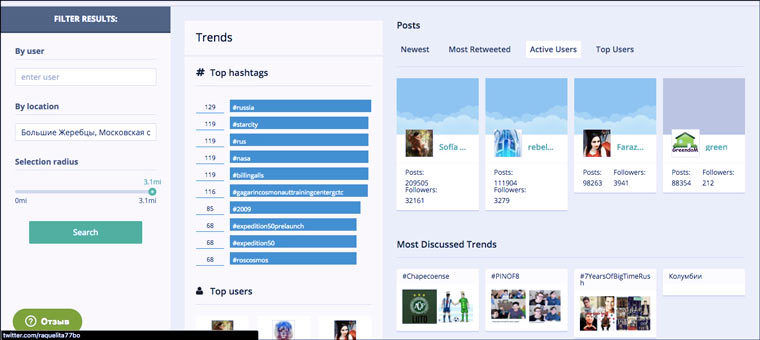 FILTER RESULTS:
By user
enter user
By location
Большие Жеребцы, Московская о
Selection radius
3.1mi
0mi 3.1mi
Search
Отзыв
twitter.com/raquelita77bo
Trends
# Top hashtags
129 #russia
119 #starcity
119 #rus
119 #nasa
119 #billingalls
116 #gagarincosmonauttrainingcentergctc
85 #2009
68 #expedition50prelaunch
68 #expedition50
68 #roscosmos
Top users
Posts
Newest Most Retweeted Active Users Top Users
Sofía ...
Posts:
209505
Followers:
32161
rebel...
Posts:
111904
Followers:
3279
Faraz...
Posts: Followers:
98263 3941
GreendoM
green
Posts: Followers:
88354 212
Most Discussed Trends
#Chapecoense
LUTO
#PINOF8
#7YearsOfBigTimeRus
h
Колумбии